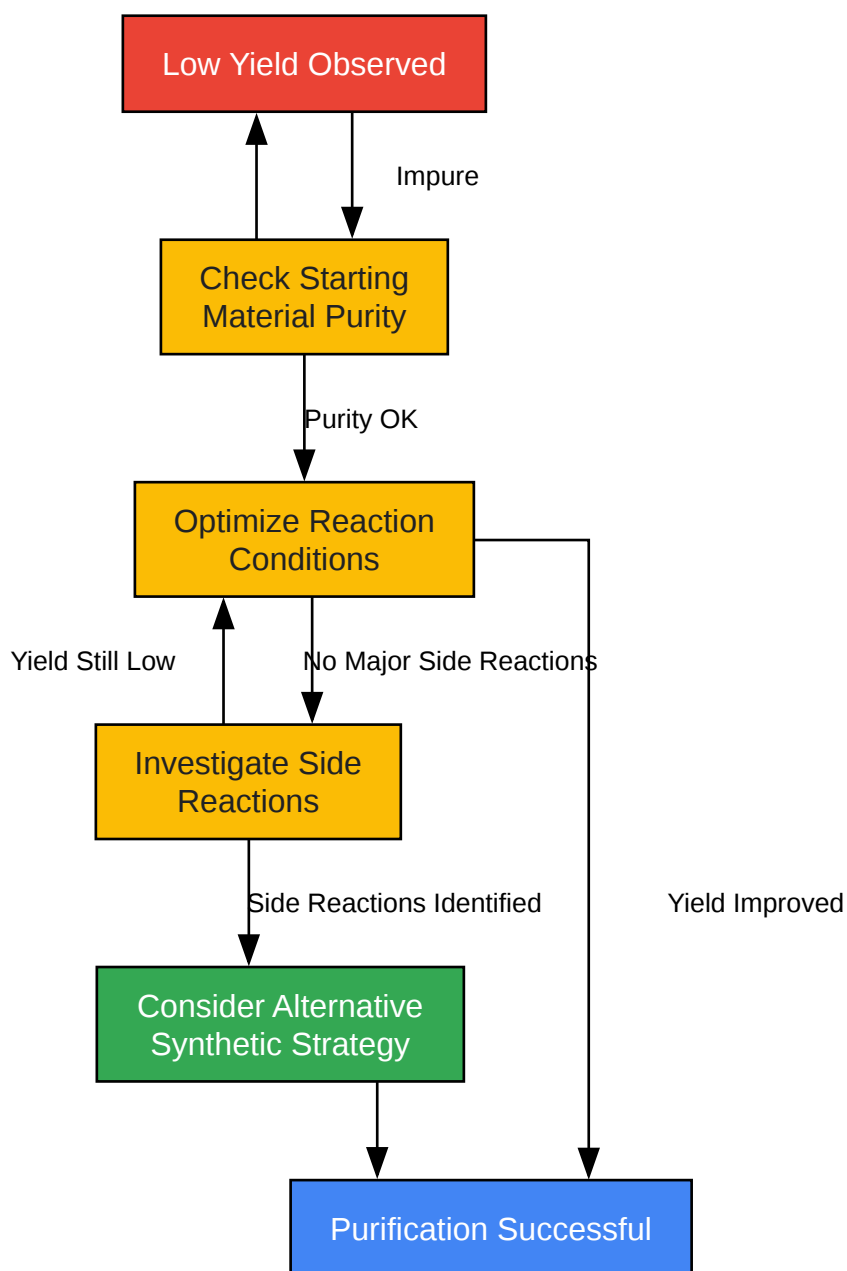 Low Yield Observed
Impure
Check Starting
Material Purity
Purity OK
Optimize Reaction
Conditions
Yield Still Low
No Major Side Reactions
Investigate Side
Reactions
Side Reactions Identified
Yield Improved
Consider Alternative
Synthetic Strategy
Purification Successful